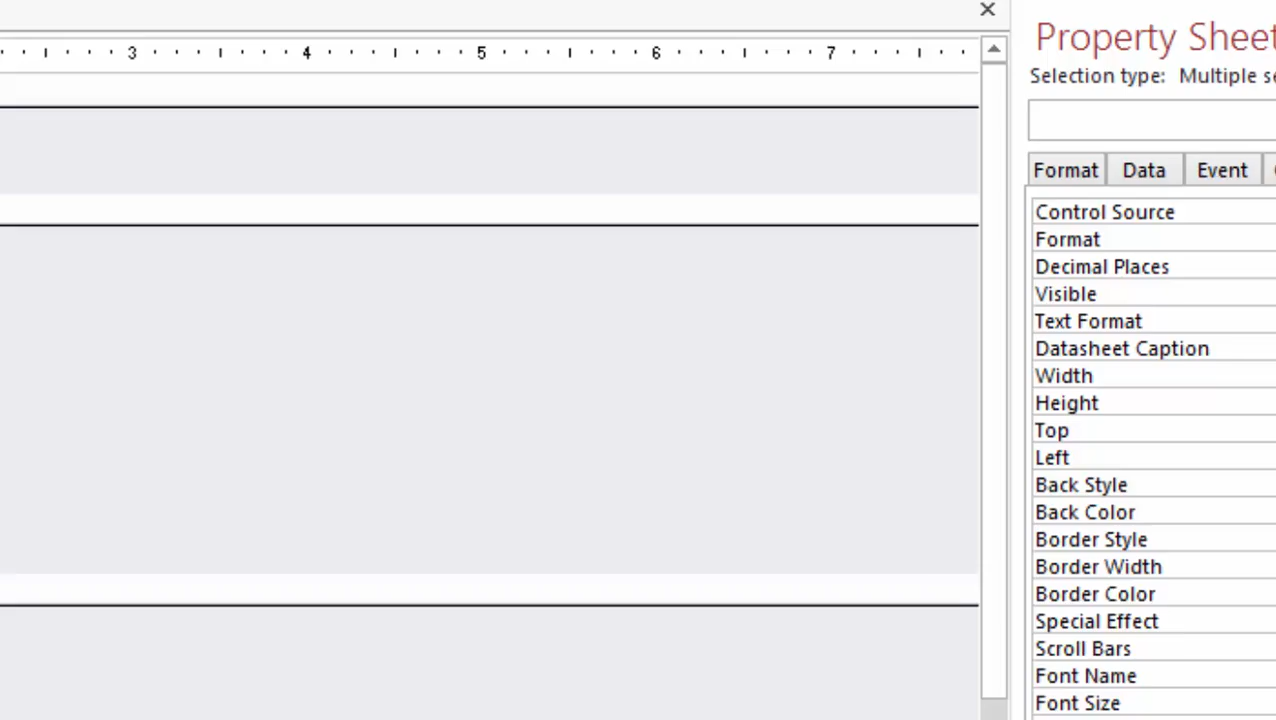 3 4 5 6 7
Property Sheet
Selection type: Multiple se
Format Data Event
Control Source
Format
Decimal Places
Visible
Text Format
Datasheet Caption
Width
Height
Top
Left
Back Style
Back Color
Border Style
Border Width
Border Color
Special Effect
Scroll Bars
Font Name
Font Size